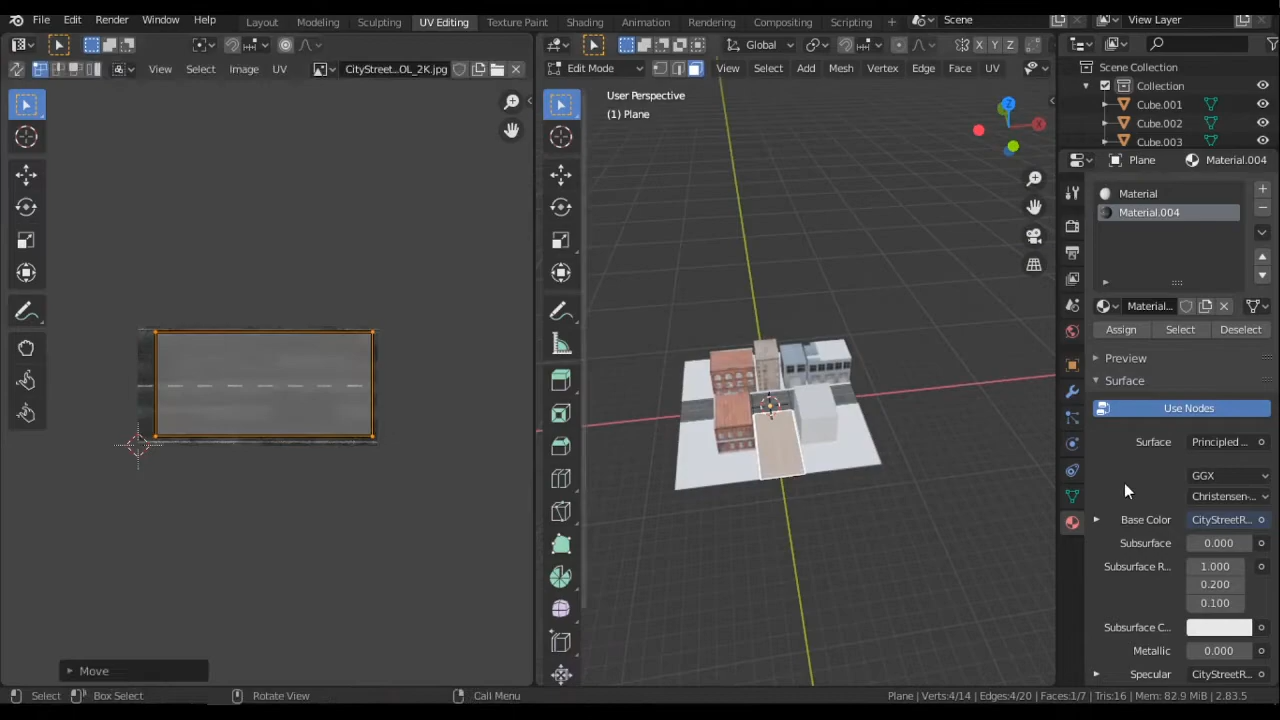 File Edit Render Window Help Layout Modeling Sculpting UV Editing Texture Paint Shading Animation Rendering Compositing Scripting Scene View Layer
View Select Image UV CityStreet...OL_2K.jpg
Global X Y Z
Edit Mode View Select Add Mesh Vertex Edge Face UV
User Perspective
(1) Plane
Scene Collection
Collection
Cube.001
Cube.002
Cube.003
Plane Material.004
Material
Material.004
Material...
Assign Select Deselect
Preview
Surface
Use Nodes
Surface Principled ...
GGX
Christensen-...
Base Color CityStreetR...
Subsurface 0.000
Subsurface R... 1.000
0.200
0.100
Subsurface C...
Metallic 0.000
Specular CityStreetR...
Move
Select Box Select Rotate View Call Menu Plane | Verts:4/14 | Edges:4/20 | Faces:1/7 | Tris:16 | Mem: 82.9 MiB | 2.83.5